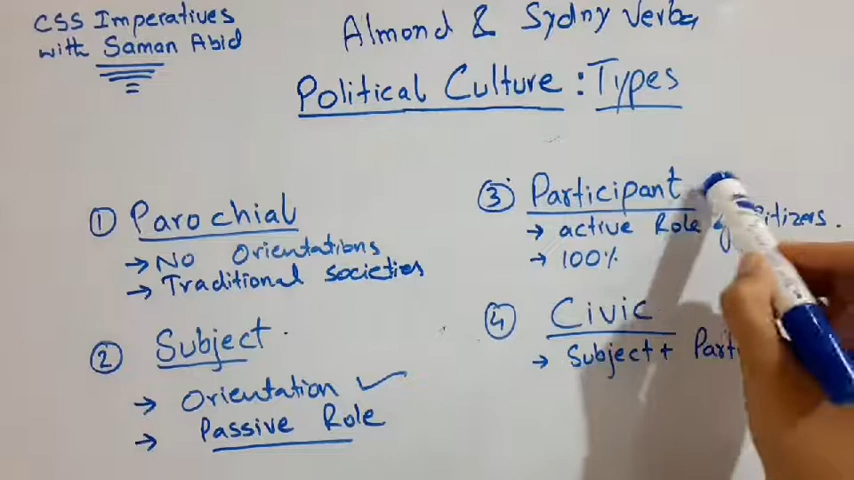 CSS Imperatives
with Saman Abid
Almond & Sydny Verba
Political Culture : Types
① Parochial
→ No Orientations
→ Traditional societies
② Subject
→ Orientation ✓
→ Passive Role
③ Participant
→ active Role
→ 100%
④ Civic
→ Subject +